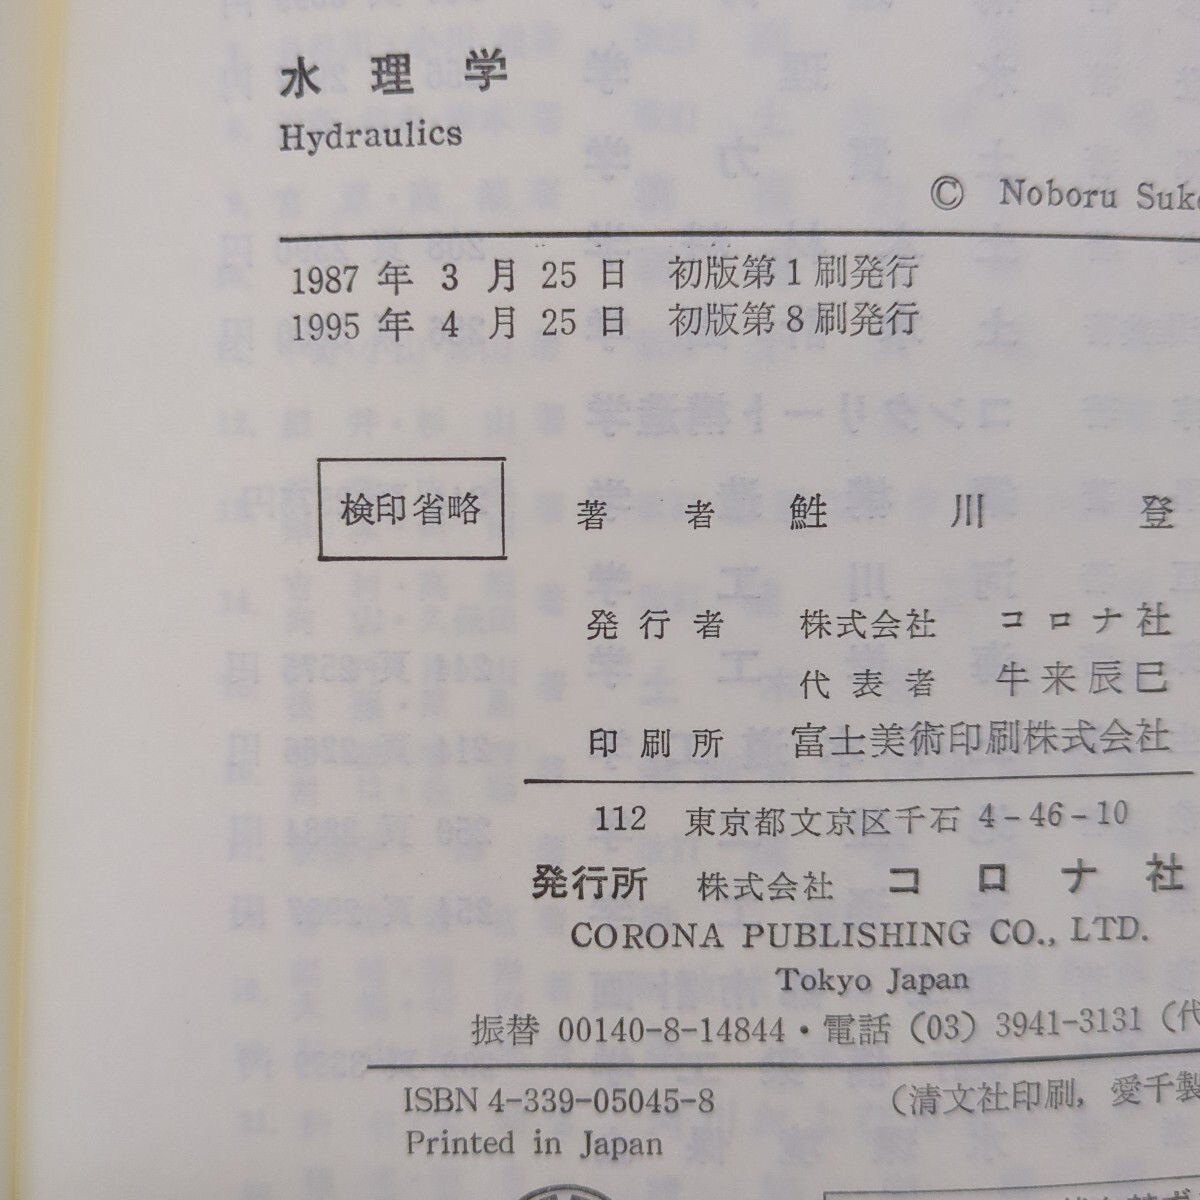 水理学
Hydraulics
© Noboru
1987年3月25日 初版第1刷発行
1995年4月25日 初版第8刷発行
検印省略
著者 鮏川登
発行者 株式会社 コロナ社
代表者 牛来辰巳
印刷所 富士美術印刷株式会社
112 東京都文京区千石 4-46-10
発行所 株式会社 コロナ社
CORONA PUBLISHING CO., LTD.
Tokyo Japan
振替 00140-8-14844・電話 (03) 3941-3131 (代
ISBN 4-339-05045-8 (清文社印刷, 愛千製
Printed in Japan